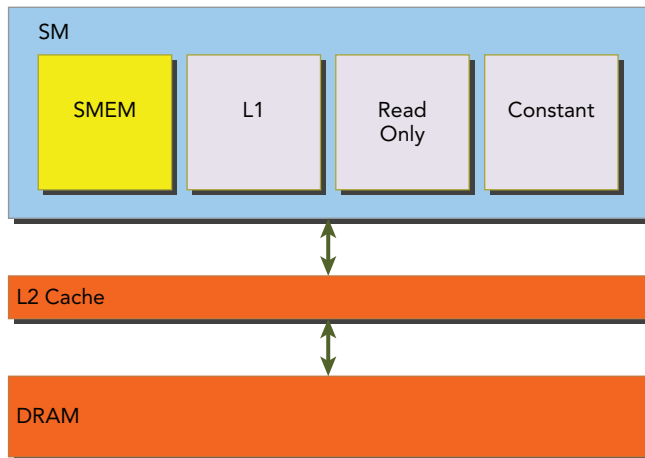 SM
SMEM
L1
Read
Only
Constant
L2 Cache
DRAM